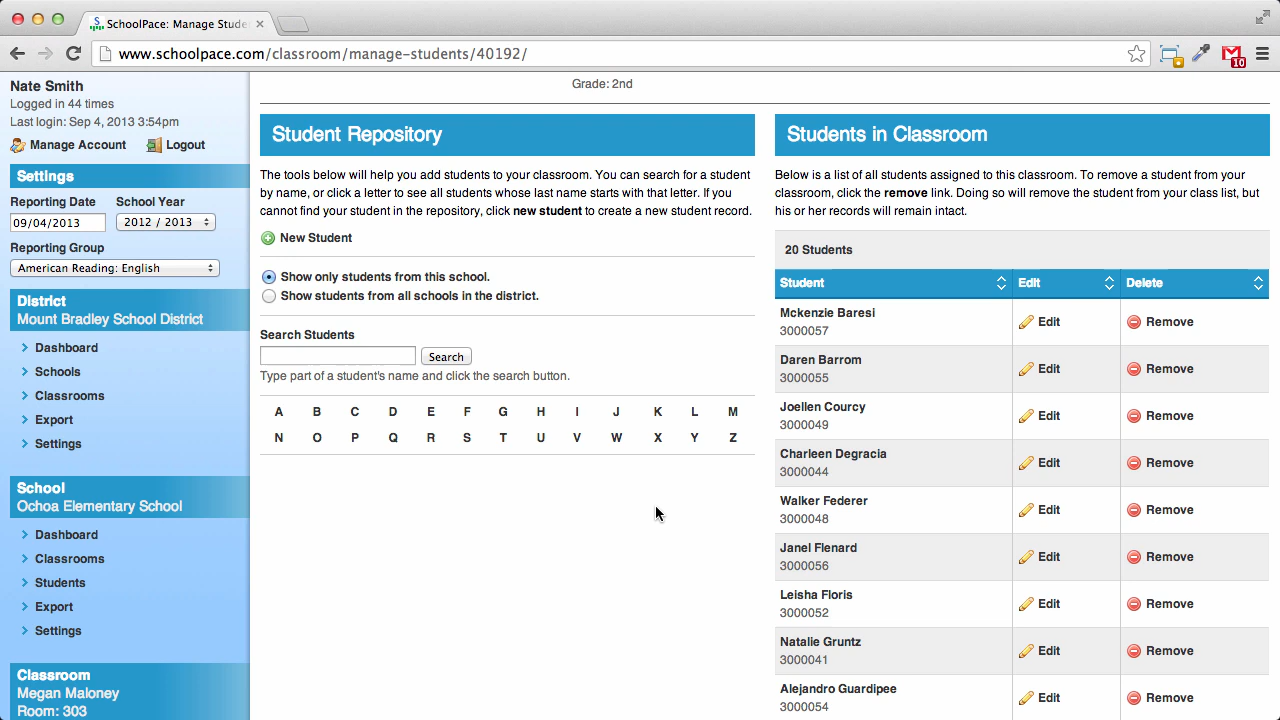 SchoolPace: Manage Stude
www.schoolpace.com/classroom/manage-students/40192/
10
Nate Smith
Logged in 44 times
Last login: Sep 4, 2013 3:54pm
Manage Account
Logout
Settings
Reporting Date
School Year
09/04/2013
2012 / 2013
Reporting Group
American Reading: English
District
Mount Bradley School District
Dashboard
Schools
Classrooms
Export
Settings
School
Ochoa Elementary School
Dashboard
Classrooms
Students
Export
Settings
Classroom
Megan Maloney
Room: 303
Grade: 2nd
Student Repository
The tools below will help you add students to your classroom. You can search for a student
by name, or click a letter to see all students whose last name starts with that letter. If you
cannot find your student in the repository, click new student to create a new student record.
New Student
Show only students from this school.
Show students from all schools in the district.
Search Students
Search
Type part of a student's name and click the search button.
A B C D E F G H I J K L M
N O P Q R S T U V W X Y Z
Students in Classroom
Below is a list of all students assigned to this classroom. To remove a student from your
classroom, click the remove link. Doing so will remove the student from your class list, but
his or her records will remain intact.
20 Students
Student Edit Delete
Mckenzie Baresi
3000057
Edit Remove
Daren Barrom
3000055
Edit Remove
Joellen Courcy
3000049
Edit Remove
Charleen Degracia
3000044
Edit Remove
Walker Federer
3000048
Edit Remove
Janel Flenard
3000056
Edit Remove
Leisha Floris
3000052
Edit Remove
Natalie Gruntz
3000041
Edit Remove
Alejandro Guardipee
3000054
Edit Remove